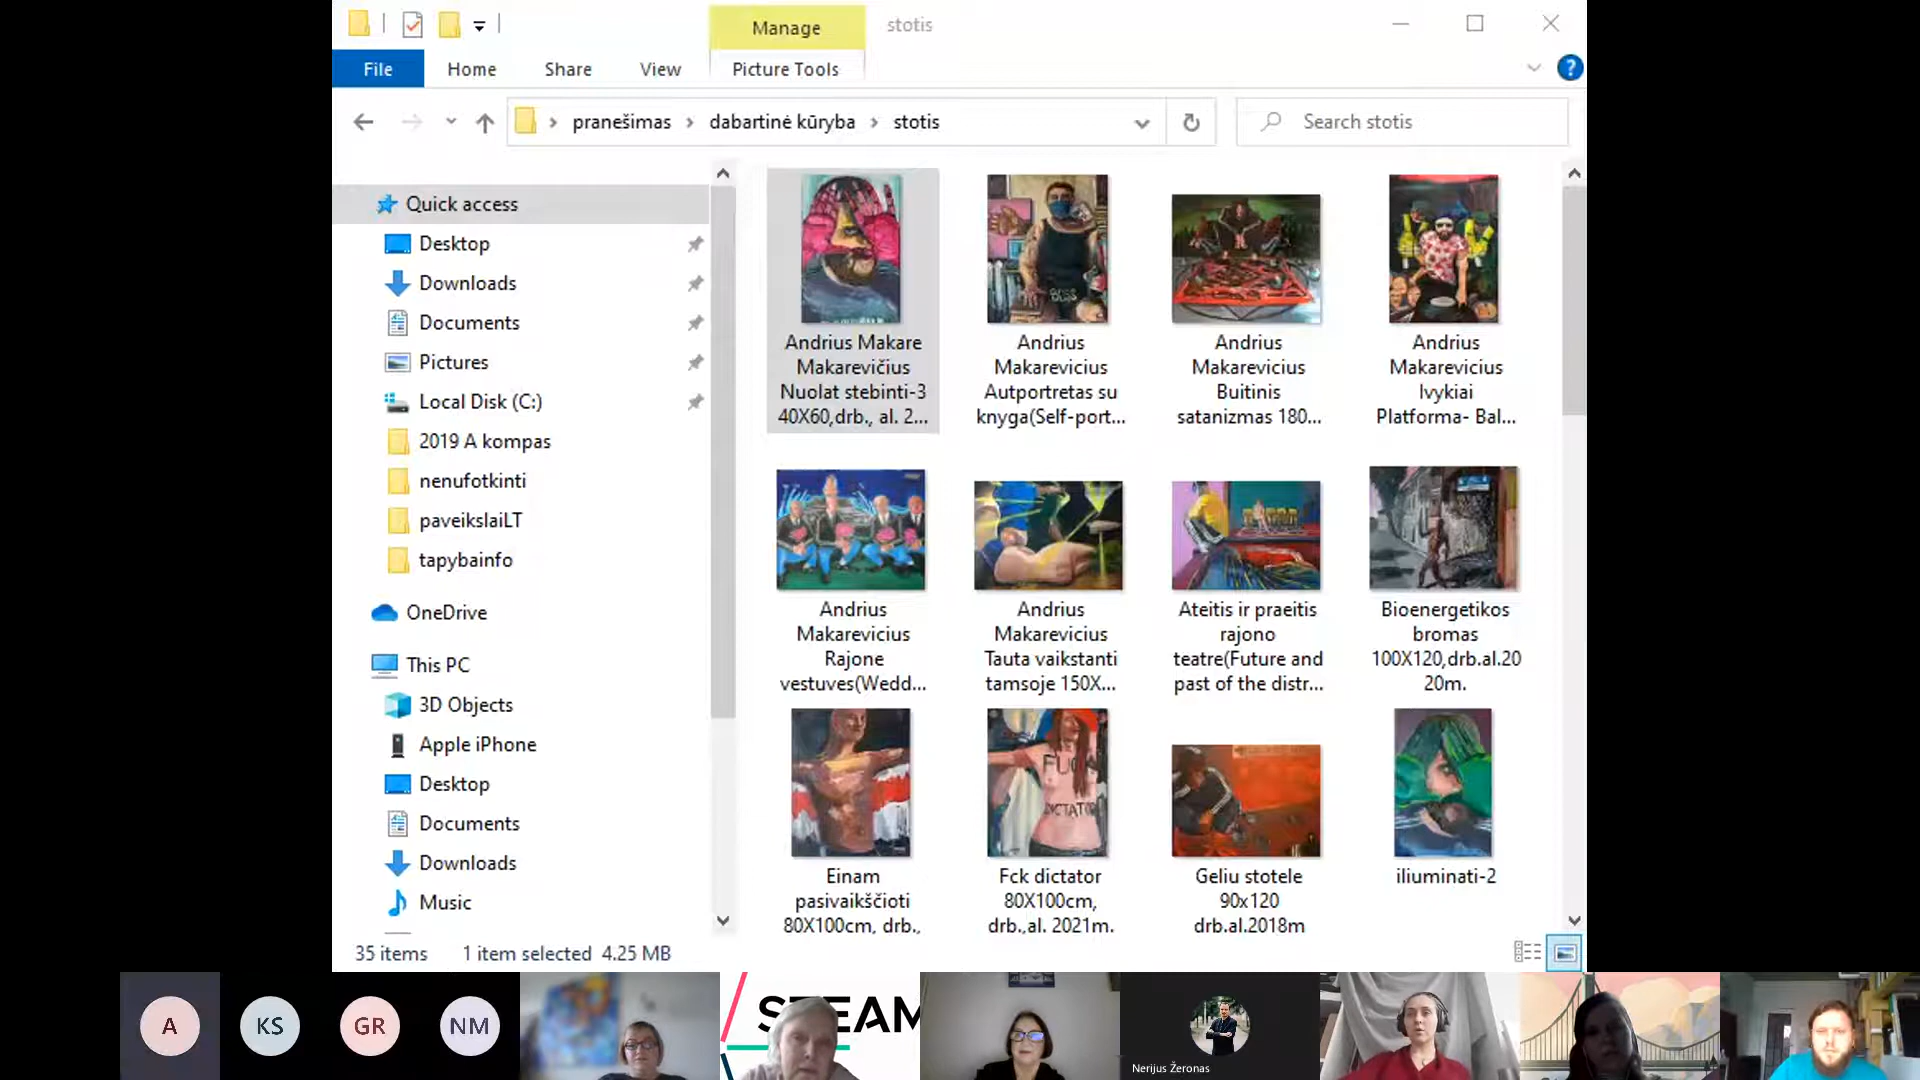 Manage
stotis
File
Home
Share
View
Picture Tools
?
pranešimas
dabartinė kūryba
stotis
Search stotis
Quick access
Desktop
Downloads
Documents
Pictures
Local Disk (C:)
2019 A kompas
nenufotkinti
paveikslaiLT
tapybainfo
OneDrive
This PC
3D Objects
Apple iPhone
Desktop
Documents
Downloads
Music
Andrius Makare
Makarevičius
Nuolat stebinti-3
40X60,drb., al. 2...
Andrius
Makarevicius
Autportretas su
knyga(Self-port...
Andrius
Makarevicius
Buitinis
satanizmas 180...
Andrius
Makarevicius
Ivykiai
Platforma- Bal...
Andrius
Makarevicius
Rajone
vestuves(Wedd...
Andrius
Makarevicius
Tauta vaikstanti
tamsoje 150X...
Ateitis ir praeitis
rajono
teatre(Future and
past of the distr...
Bioenergetikos
bromas
100X120,drb.al.20
20m.
DICTATOR
Einam
pasivaikščioti
80X100cm, drb.,
Fck dictator
80X100cm,
drb.,al. 2021m.
Geliu stotele
90x120
drb.al.2018m
iliuminati-2
35 items
1 item selected 4.25 MB
A
KS
GR
NM
STEAM
Nerijus Žeronas